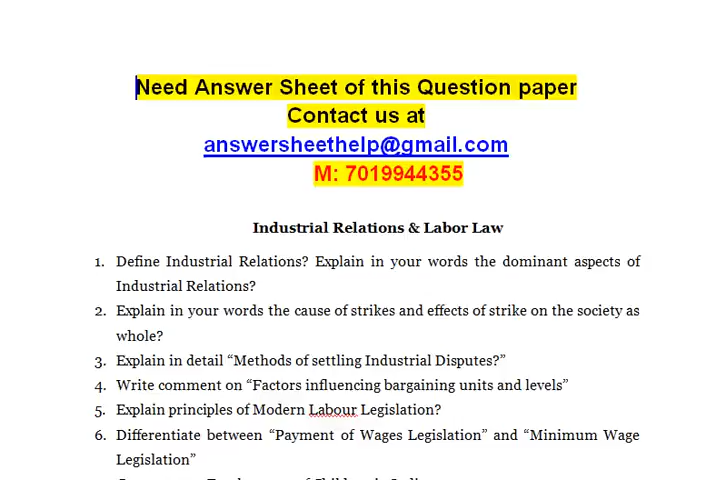 Need Answer Sheet of this Question paper
Contact us at
answersheethelp@gmail.com
M: 7019944355
Industrial Relations & Labor Law
1. Define Industrial Relations? Explain in your words the dominant aspects of
Industrial Relations?
2. Explain in your words the cause of strikes and effects of strike on the society as
whole?
3. Explain in detail “Methods of settling Industrial Disputes?”
4. Write comment on “Factors influencing bargaining units and levels”
5. Explain principles of Modern Labour Legislation?
6. Differentiate between “Payment of Wages Legislation” and “Minimum Wage
Legislation”